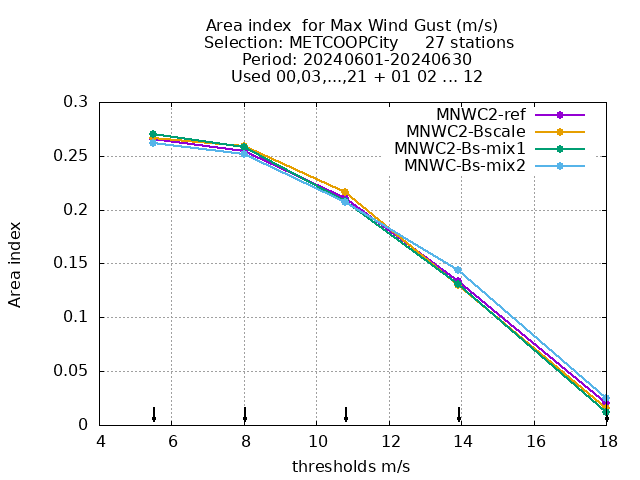 Area index  for Max Wind Gust (m/s)
Selection: METCOOPCity     27 stations
Period: 20240601-20240630
Used 00,03,...,21 + 01 02 ... 12
MNWC2-ref
MNWC2-Bscale
MNWC2-Bs-mix1
MNWC-Bs-mix2
Area index
0.3
0.25
0.2
0.15
0.1
0.05
0
4 6 8 10 12 14 16 18
thresholds m/s